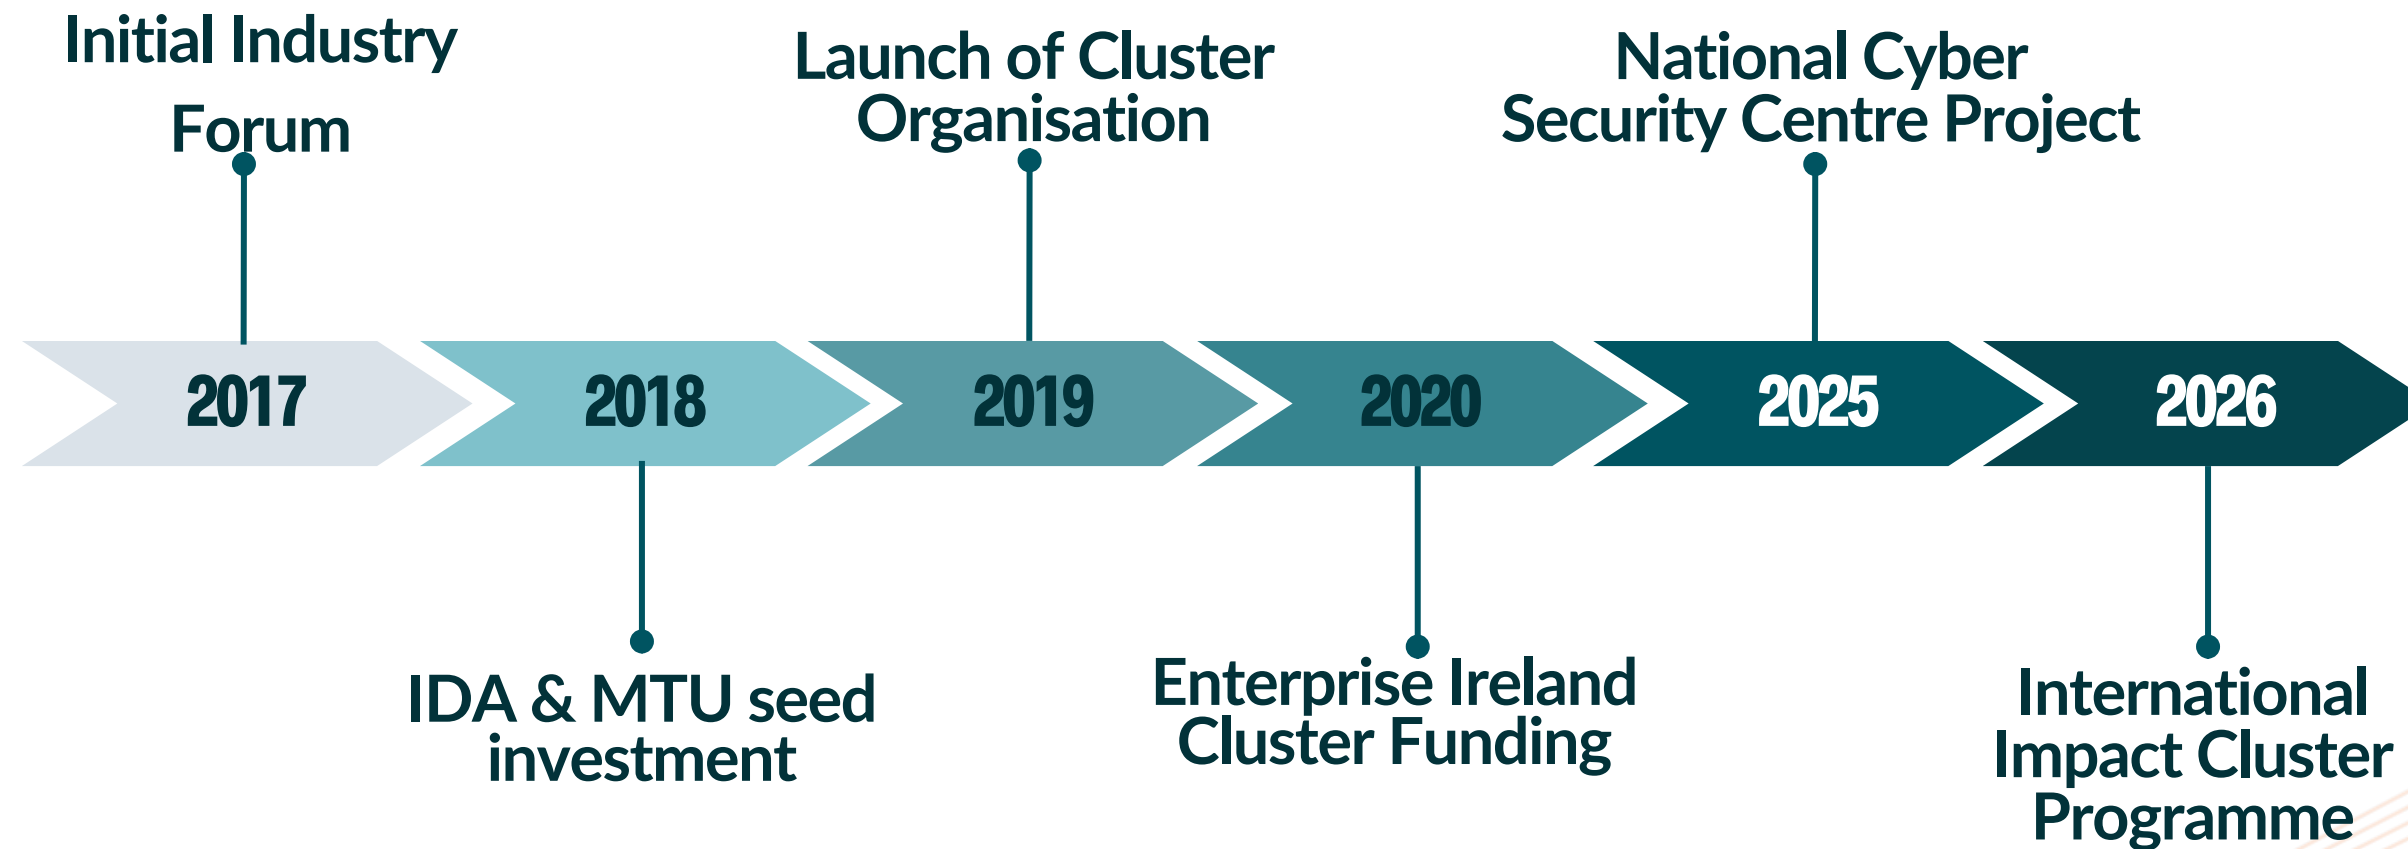 Initial Industry
Forum
Launch of Cluster
Organisation
National Cyber
Security Centre Project
2017
2018
2019
2020
2025
2026
IDA & MTU seed
investment
Enterprise Ireland
Cluster Funding
International
Impact Cluster
Programme